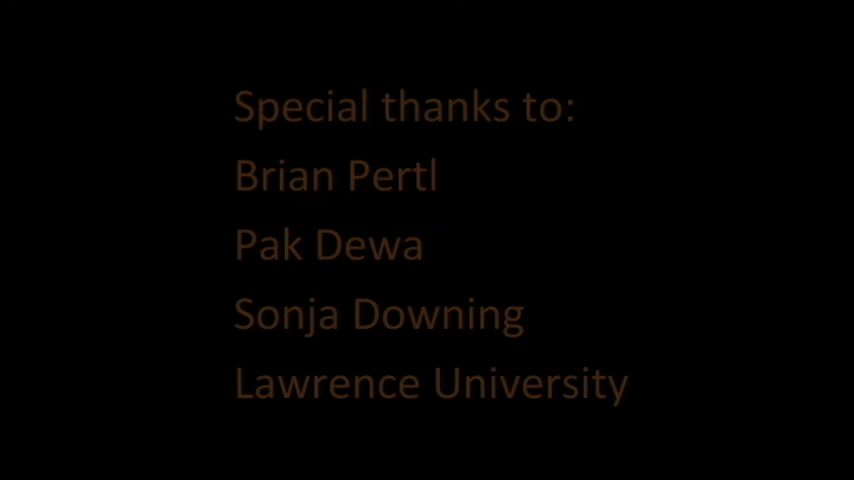 Special thanks to:
Brian Pertl
Pak Dewa
Sonja Downing
Lawrence University